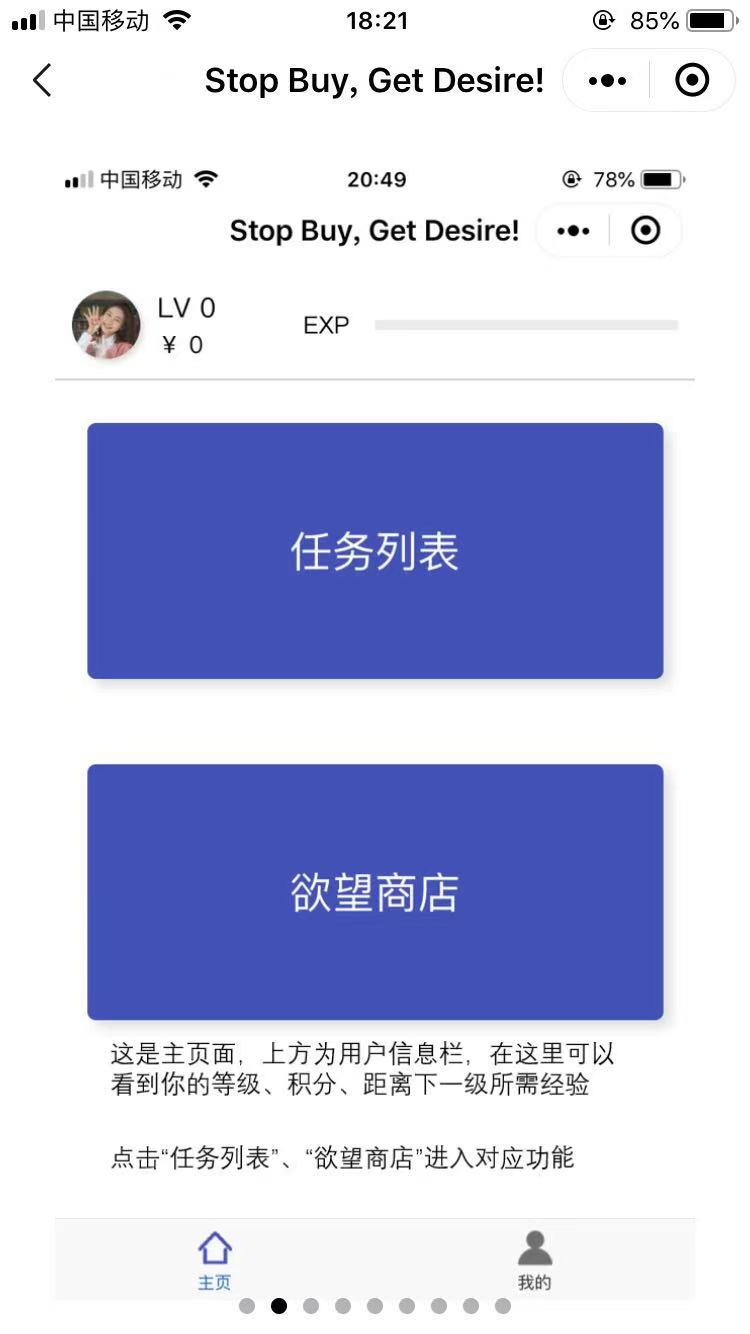 中国移动 18:21 85%
Stop Buy, Get Desire!
中国移动 20:49 78%
Stop Buy, Get Desire!
LV 0
¥ 0
EXP
任务列表
欲望商店
这是主页面，上方为用户信息栏，在这里可以
看到你的等级、积分、距离下一级所需经验
点击“任务列表”、“欲望商店”进入对应功能
主页 我的